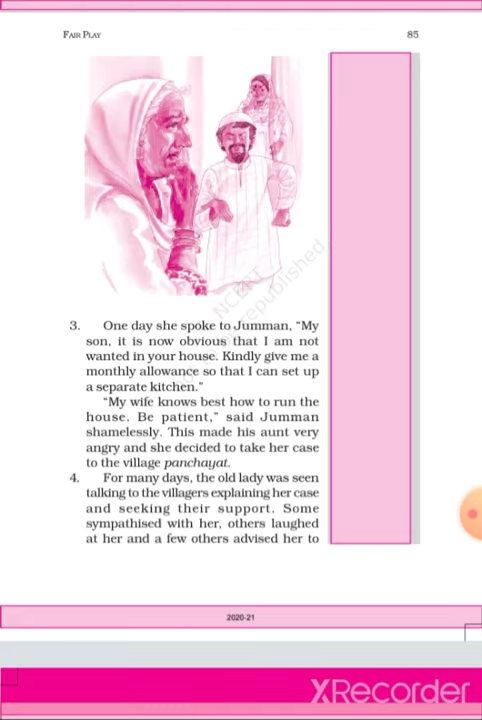 FAIR PLAY 85
3. One day she spoke to Jumman, “My
son, it is now obvious that I am not
wanted in your house. Kindly give me a
monthly allowance so that I can set up
a separate kitchen.”
“My wife knows best how to run the
house. Be patient,” said Jumman
shamelessly. This made his aunt very
angry and she decided to take her case
to the village panchayat.
4. For many days, the old lady was seen
talking to the villagers explaining her case
and seeking their support. Some
sympathised with her, others laughed
at her and a few others advised her to
NCERT
republished
2020-21
XRecorder